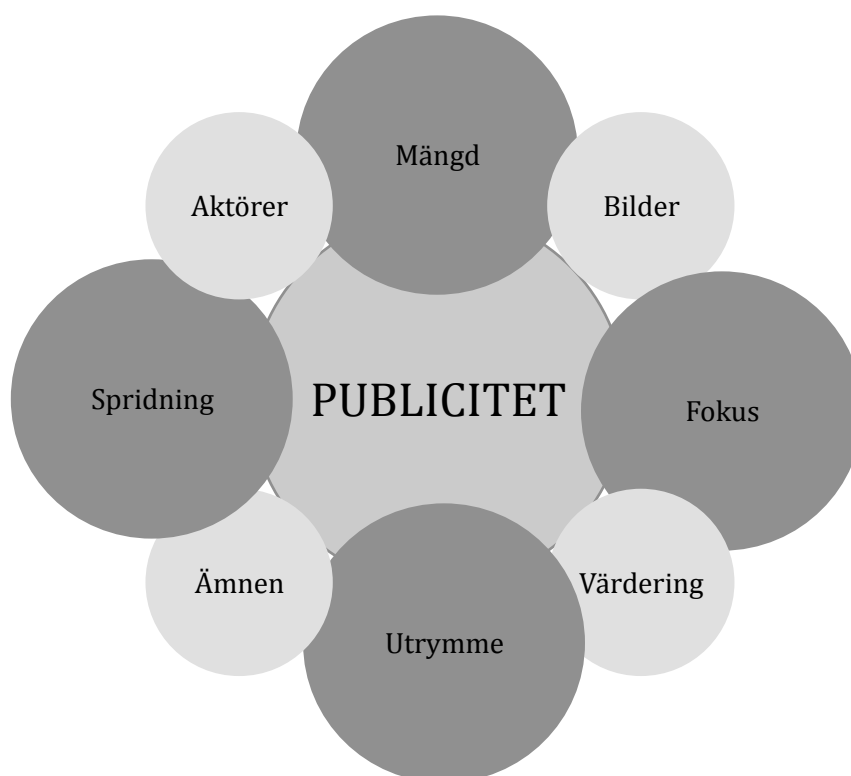 Mängd
Aktörer
Bilder
Spridning
PUBLICITET
Fokus
Ämnen
Värdering
Utrymme